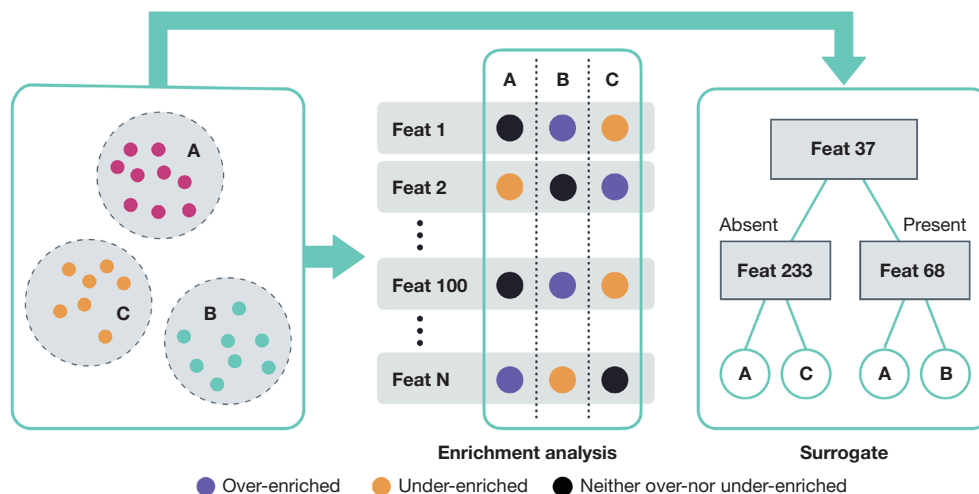 A
C
B
A B C
Feat 1
Feat 2
Feat 100
Feat N
Enrichment analysis
Feat 37
Absent
Present
Feat 233
Feat 68
A
C
A
B
Surrogate
Over-enriched
Under-enriched
Neither over-nor under-enriched